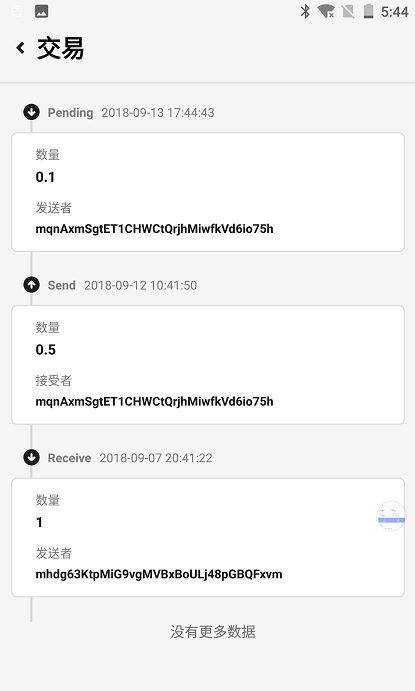 5:44
交易
Pending 2018-09-13 17:44:43
数量
0.1
发送者
mqnAxmSgtET1CHWCtQrjhMiwfkVd6io75h
Send 2018-09-12 10:41:50
数量
0.5
接受者
mqnAxmSgtET1CHWCtQrjhMiwfkVd6io75h
Receive 2018-09-07 20:41:22
数量
1
发送者
mhdg63KtpMiG9vgMVBxBoULj48pGBQFxvm
没有更多数据